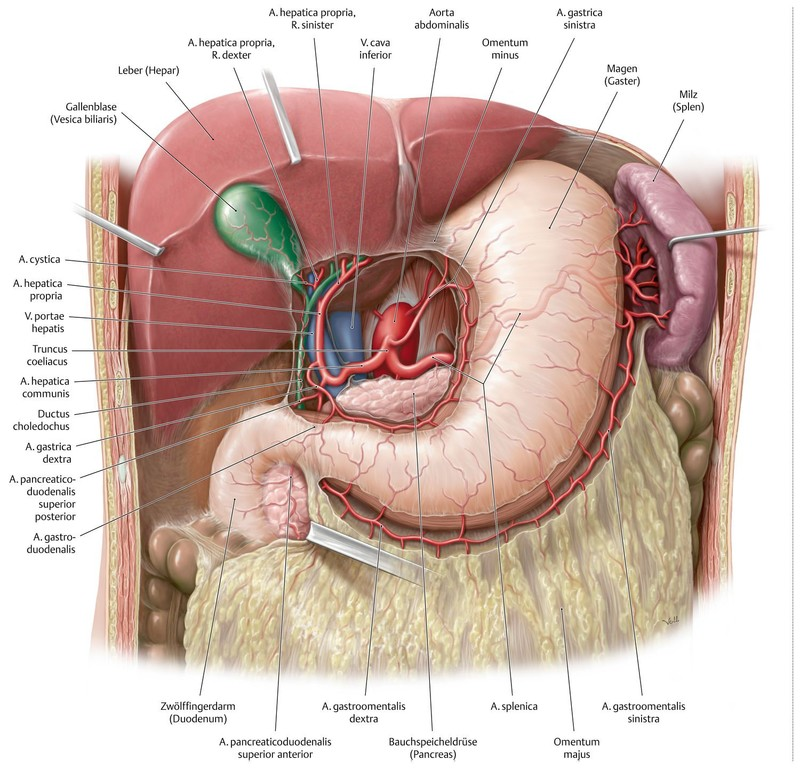 A. hepatica propria,
R. sinister
A. hepatica propria,
R. dexter
V. cava
inferior
Aorta
abdominalis
Omentum
minus
A. gastrica
sinistra
Magen
(Gaster)
Milz
(Splen)
Leber (Hepar)
Gallenblase
(Vesica biliaris)
A. cystica
A. hepatica
propria
V. portae
hepatis
Truncus
coeliacus
A. hepatica
communis
Ductus
choledochus
A. gastrica
dextra
A. pancreatico-
duodenalis
superior
posterior
A. gastro-
duodenalis
Zwölffingerdarm
(Duodenum)
A. pancreaticoduodenalis
superior anterior
A. gastroomentalis
dextra
Bauchspeicheldrüse
(Pancreas)
A. splenica
Omentum
majus
A. gastroomentalis
sinistra